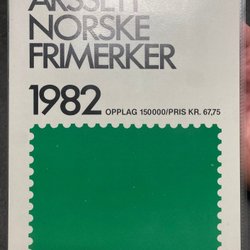 ÅRSSETT
NORSKE
FRIMERKER
1982 OPPLAG 150000/PRIS KR. 67,75